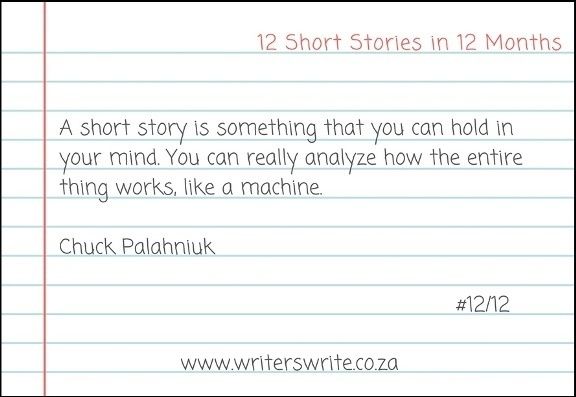 12 Short Stories in 12 Months
A short story is something that you can hold in
your mind. You can really analyze how the entire
thing works, like a machine.
Chuck Palahniuk
#12/12
www.writerswrite.co.za